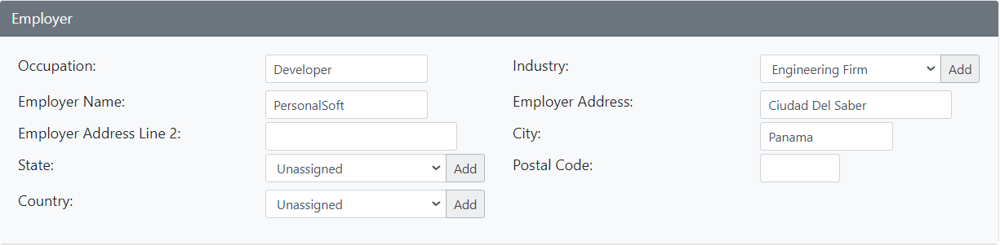 Employer
Occupation: Developer Industry: Engineering Firm Add
Employer Name: PersonalSoft Employer Address: Ciudad Del Saber
Employer Address Line 2: City: Panama
State: Unassigned Add Postal Code:
Country: Unassigned Add